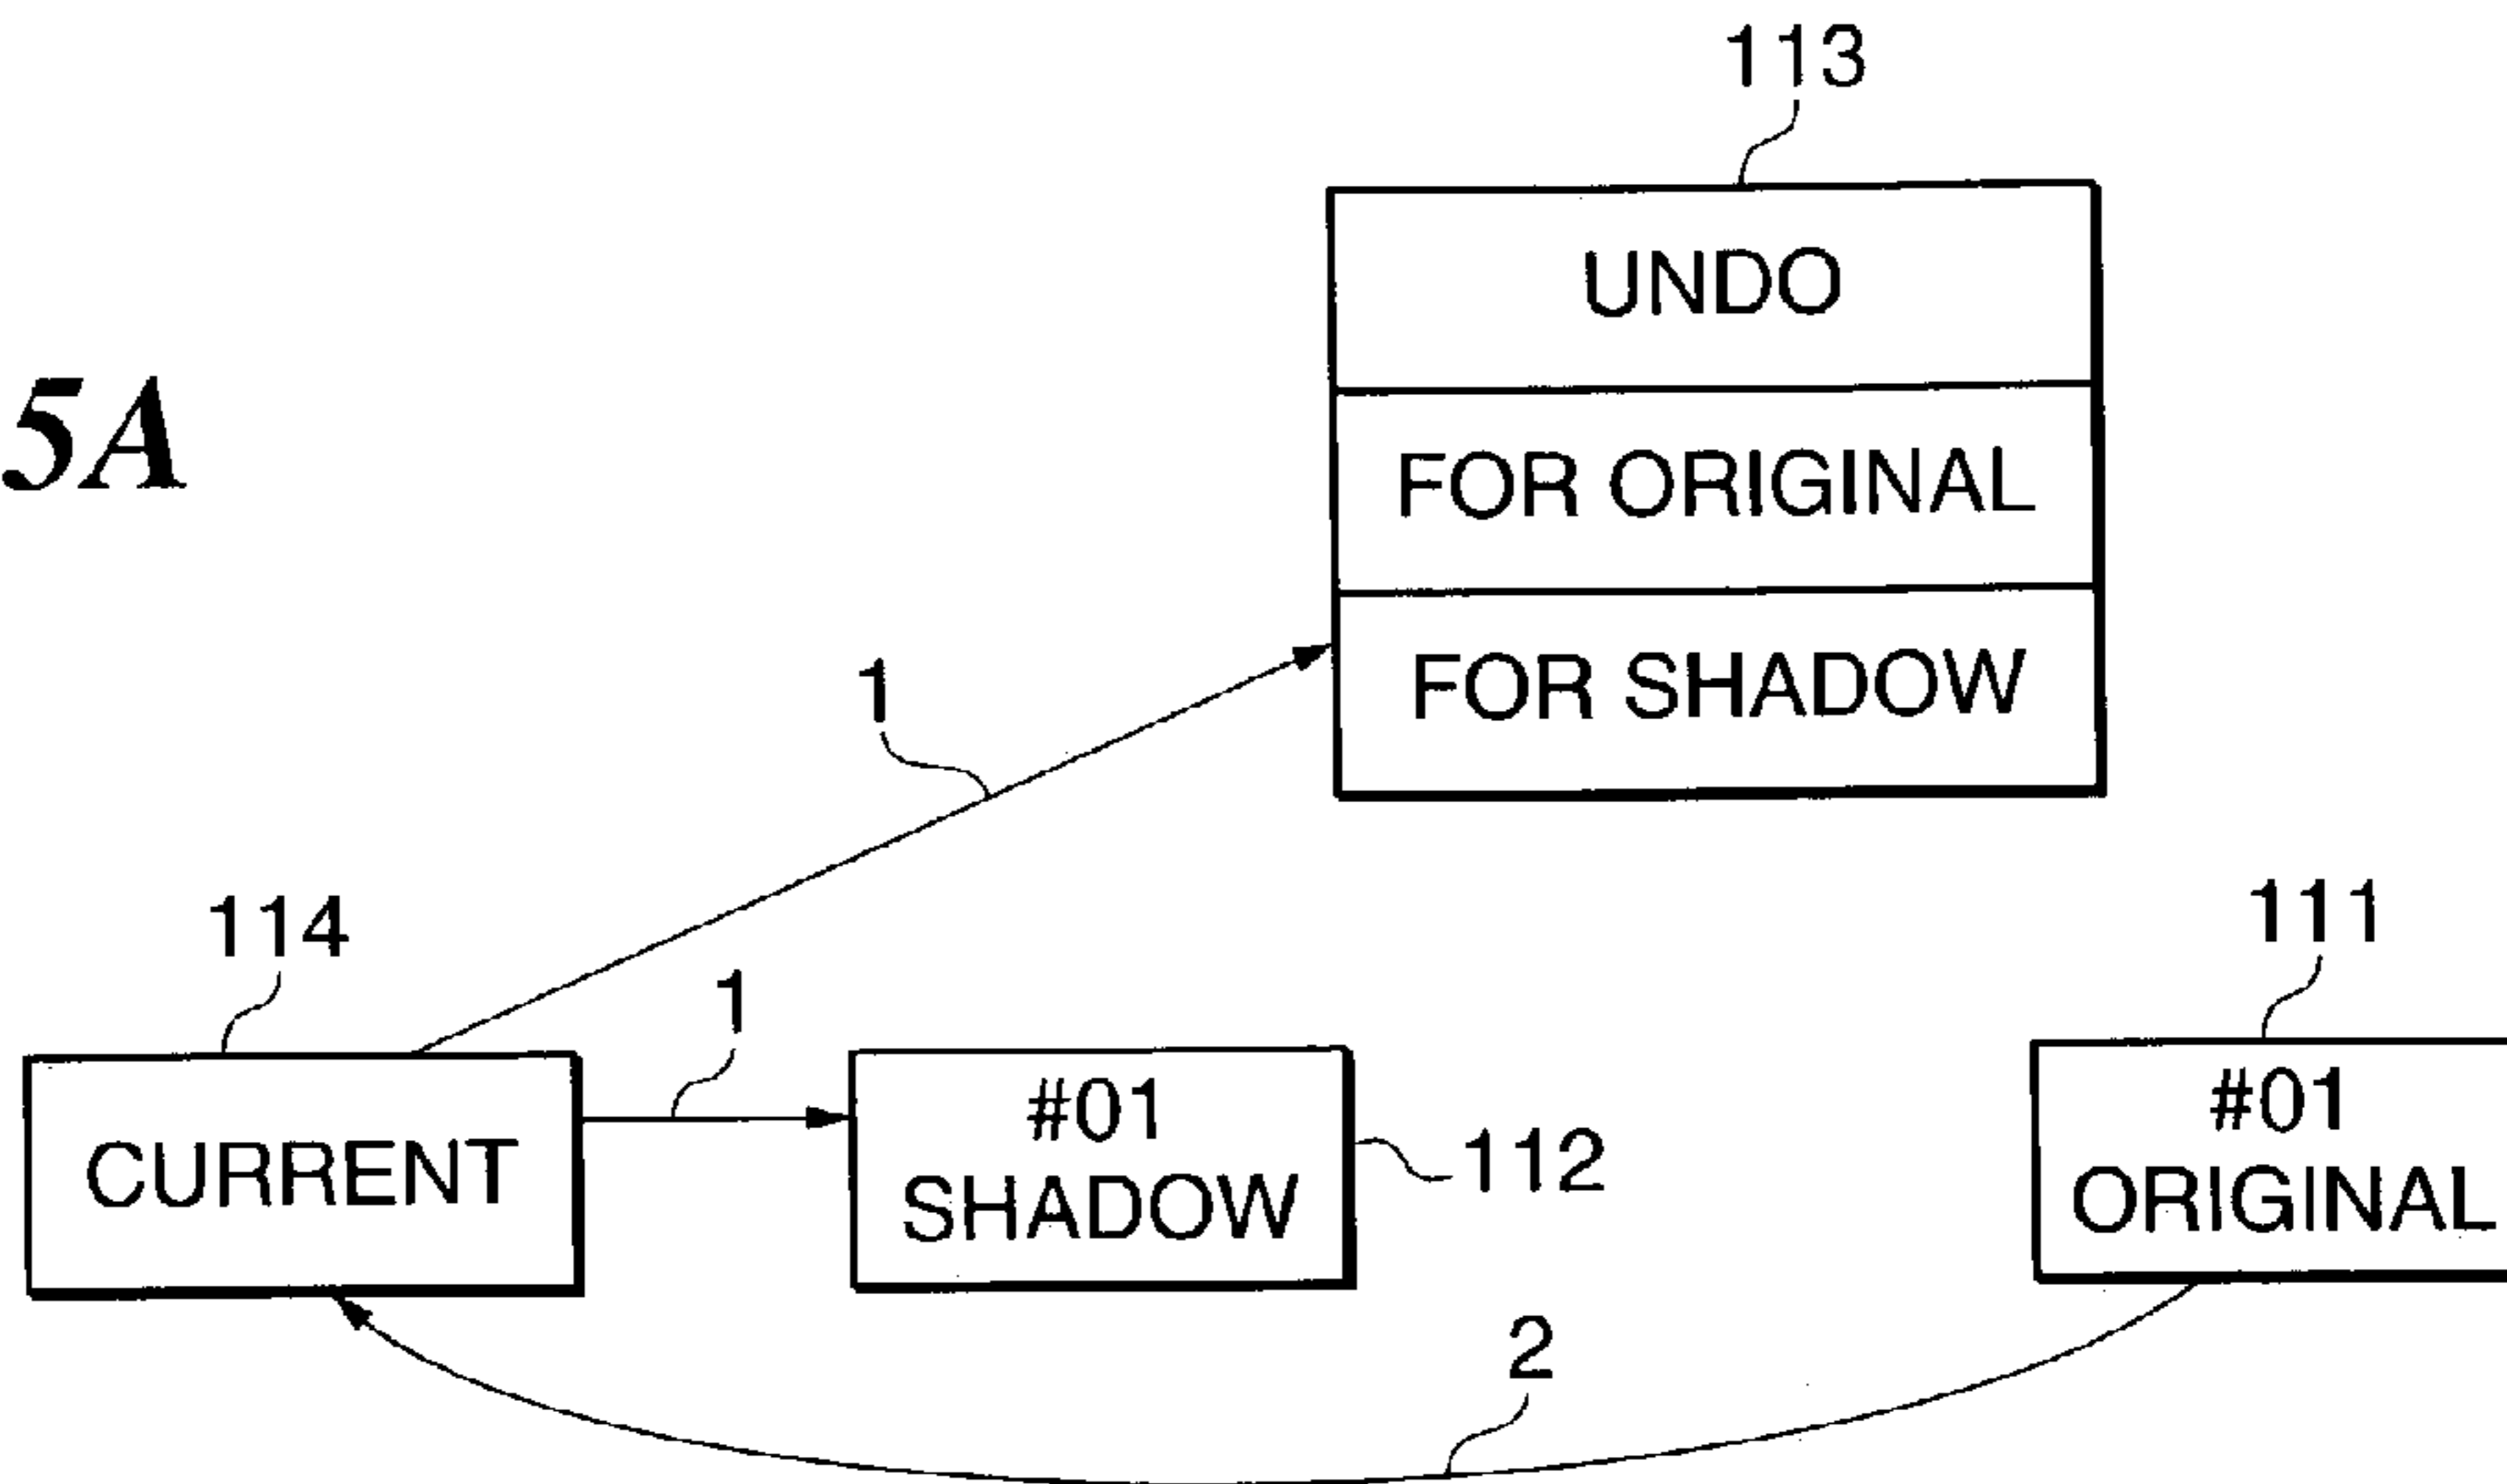 113
UNDO
5A
FOR ORIGINAL
FOR SHADOW
1
114
111
1
#01
SHADOW
#01
ORIGINAL
CURRENT
112
2